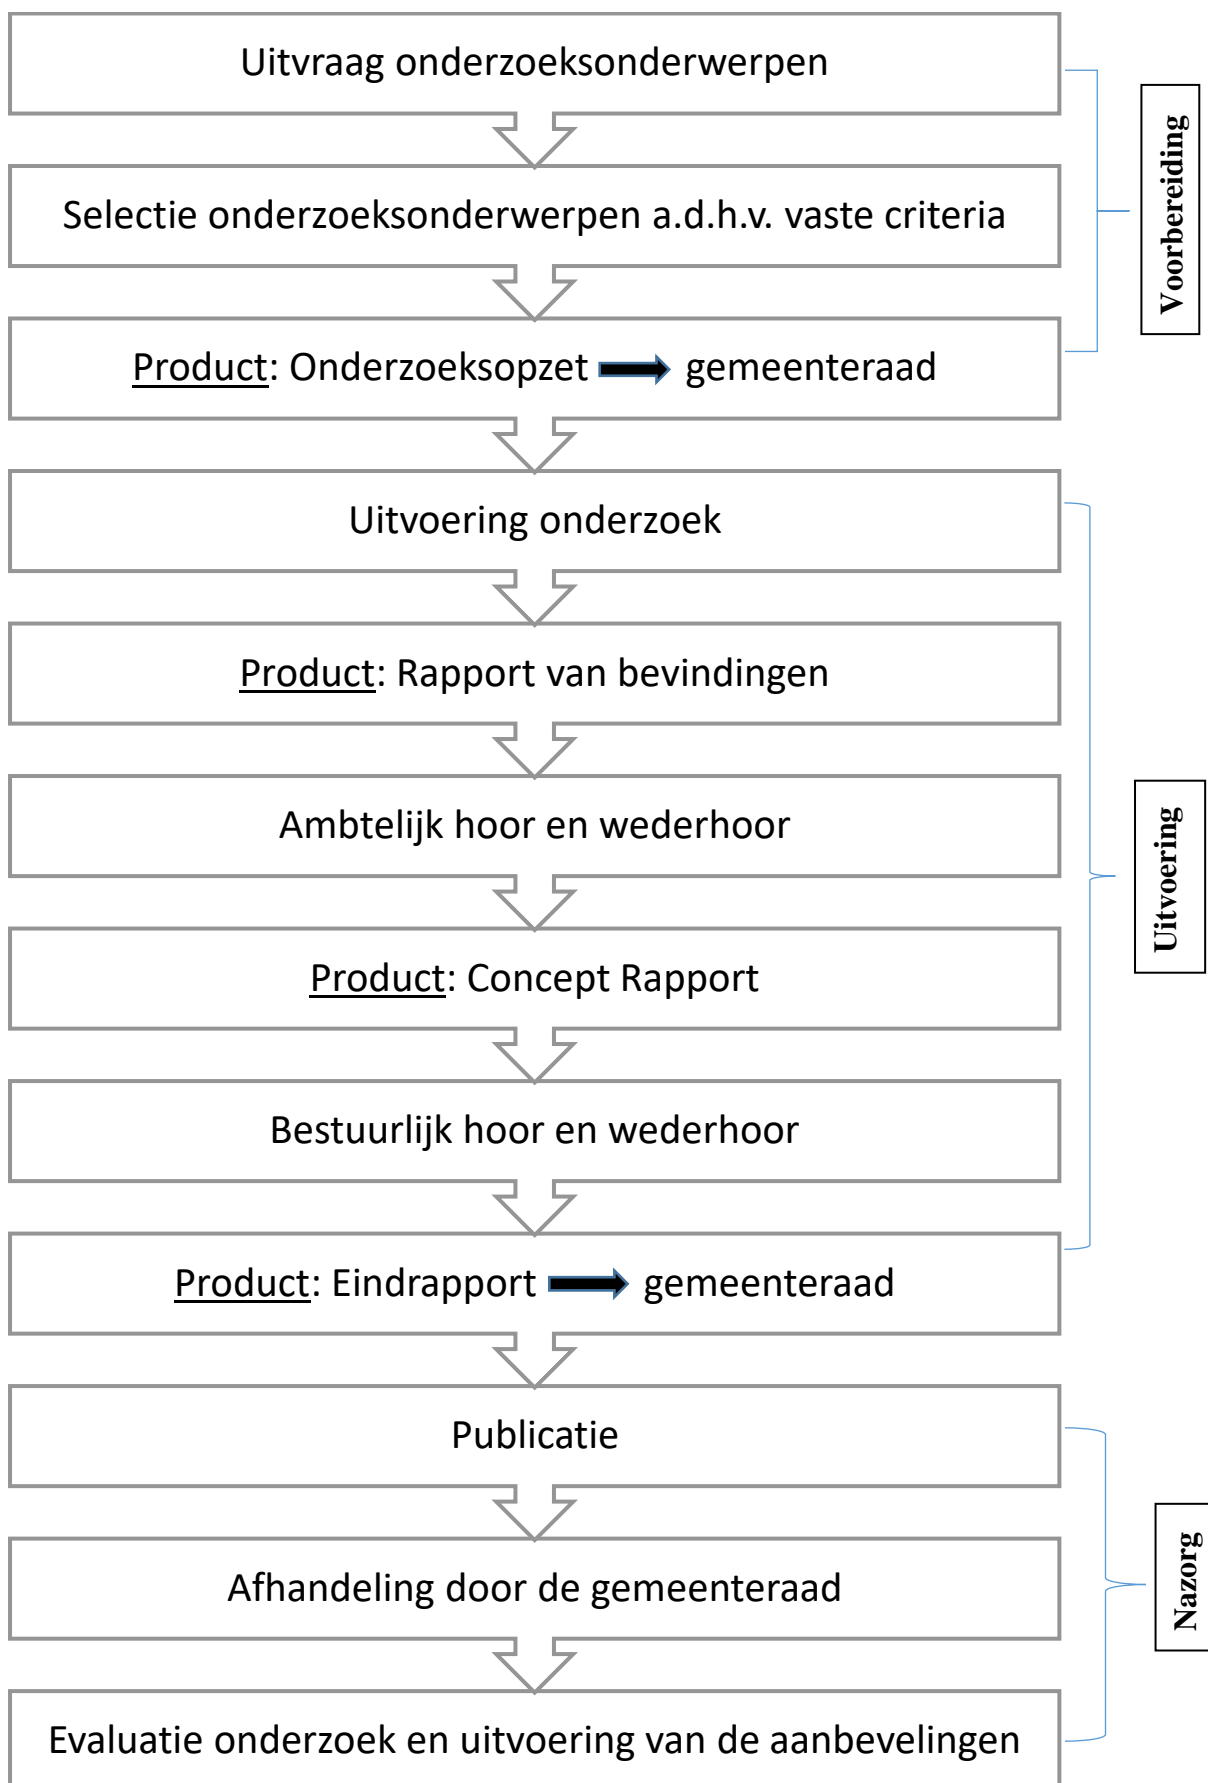 Uitvraag onderzoeksonderwerpen
Selectie onderzoeksonderwerpen a.d.h.v. vaste criteria
Product: Onderzoeksopzet gemeenteraad
Voorbereiding
Uitvoering onderzoek
Product: Rapport van bevindingen
Ambtelijk hoor en wederhoor
Product: Concept Rapport
Bestuurlijk hoor en wederhoor
Product: Eindrapport gemeenteraad
Uitvoering
Publicatie
Afhandeling door de gemeenteraad
Evaluatie onderzoek en uitvoering van de aanbevelingen
Nazorg